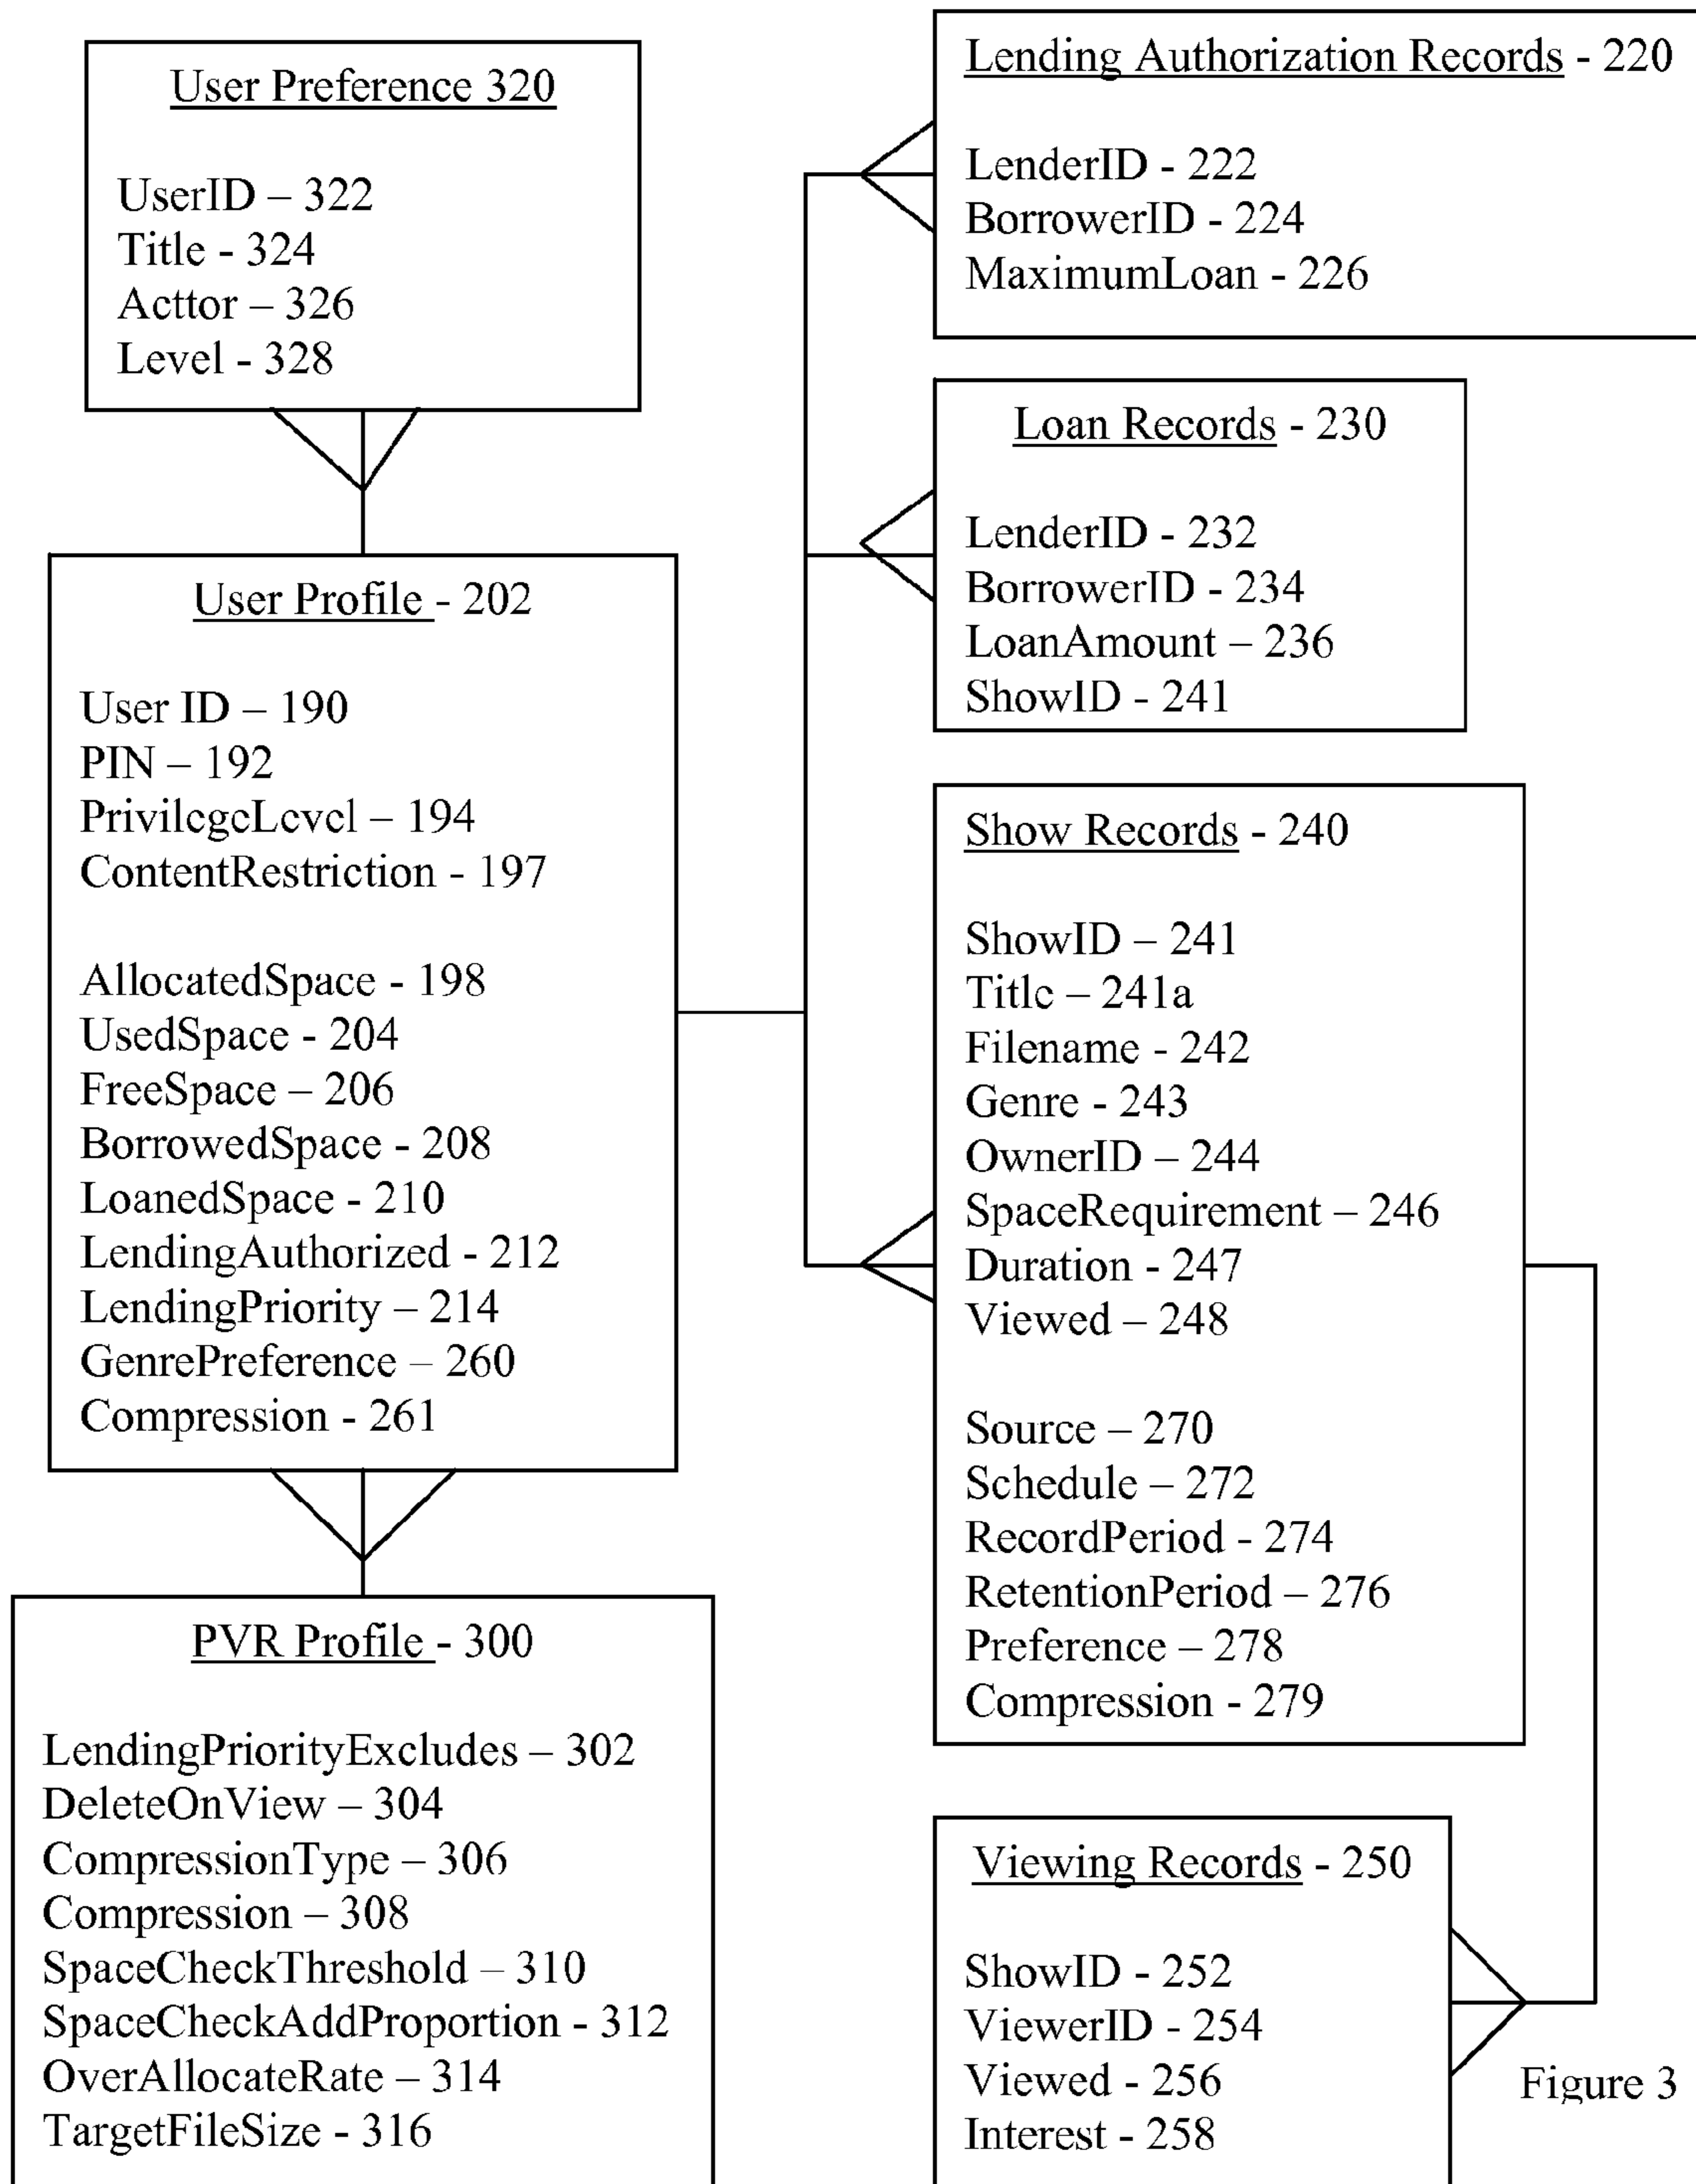 User Preference 320
UserID – 322
Title - 324
Acttor – 326
Level - 328
User Profile - 202
User ID – 190
PIN – 192
PrivilegeLevel – 194
ContentRestriction - 197
AllocatedSpace - 198
UsedSpace - 204
FreeSpace – 206
BorrowedSpace - 208
LoanedSpace - 210
LendingAuthorized - 212
LendingPriority – 214
GenrePreference – 260
Compression - 261
PVR Profile - 300
LendingPriorityExcludes – 302
DeleteOnView – 304
CompressionType – 306
Compression – 308
SpaceCheckThreshold – 310
SpaceCheckAddProportion - 312
OverAllocateRate – 314
TargetFileSize - 316
Lending Authorization Records - 220
LenderID - 222
BorrowerID - 224
MaximumLoan - 226
Loan Records - 230
LenderID - 232
BorrowerID - 234
LoanAmount – 236
ShowID - 241
Show Records - 240
ShowID – 241
Title – 241a
Filename - 242
Genre - 243
OwnerID – 244
SpaceRequirement – 246
Duration - 247
Viewed – 248
Source – 270
Schedule – 272
RecordPeriod - 274
RetentionPeriod – 276
Preference – 278
Compression - 279
Viewing Records - 250
ShowID - 252
ViewerID - 254
Viewed - 256
Interest - 258
Figure 3